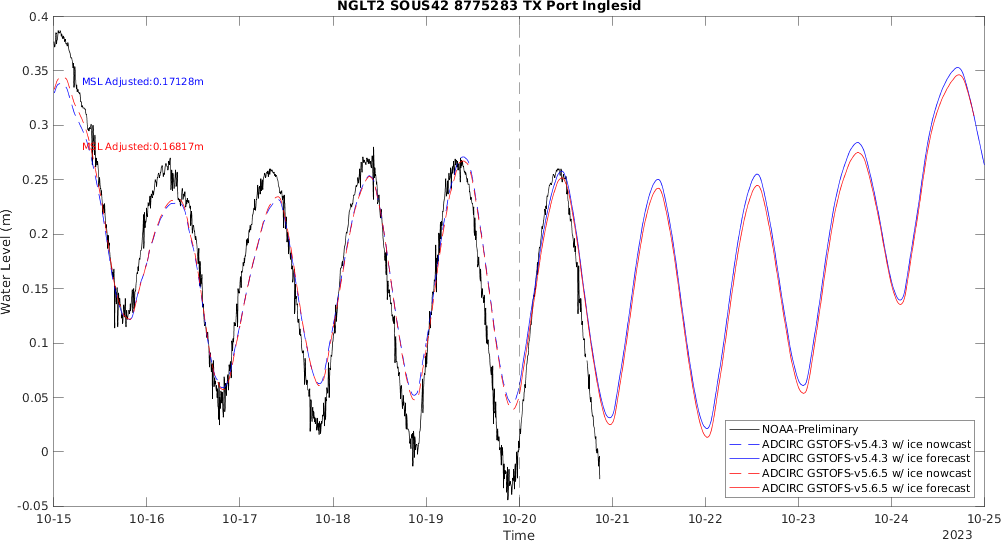 NGLT2 SOUS42 8775283 TX Port Inglesid
0.4
0.35
0.3
0.25
0.2
0.15
0.1
0.05
0
-0.05
Water Level (m)
MSL Adjusted:0.17128m
MSL Adjusted:0.16817m
NOAA-Preliminary
ADCIRC GSTOFS-v5.4.3 w/ ice nowcast
ADCIRC GSTOFS-v5.4.3 w/ ice forecast
ADCIRC GSTOFS-v5.6.5 w/ ice nowcast
ADCIRC GSTOFS-v5.6.5 w/ ice forecast
10-15 10-16 10-17 10-18 10-19 10-20 10-21 10-22 10-23 10-24 10-25
Time
2023